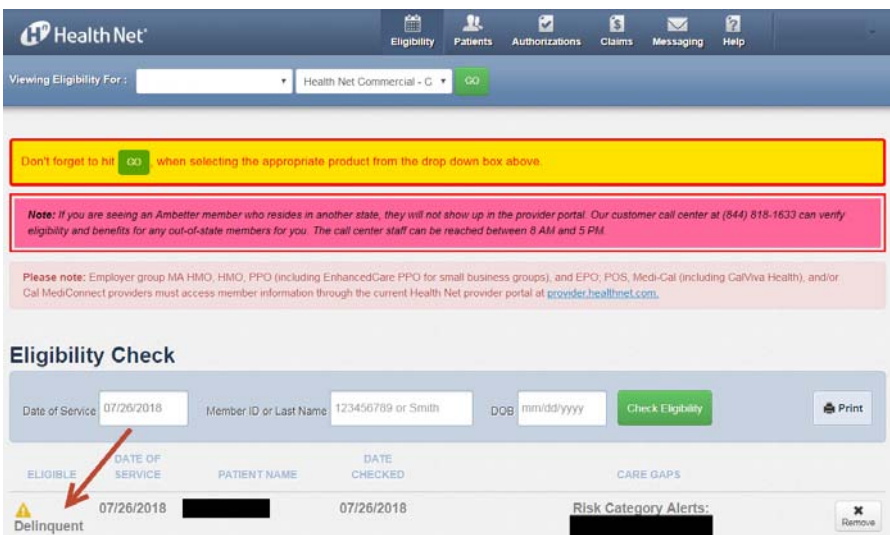 Health Net
Eligibility Patients Authorizations Claims Messaging Help
Viewing Eligibility For : Health Net Commercial - C GO
Don't forget to hit GO , when selecting the appropriate product from the drop down box above.
Note: If you are seeing an Ambetter member who resides in another state, they will not show up in the provider portal. Our customer call center at (844) 818-1633 can verify
eligibility and benefits for any out-of-state members for you. The call center staff can be reached between 8 AM and 5 PM.
Please note: Employer group MA HMO, HMO, PPO (including EnhancedCare PPO for small business groups), and EPO; POS, Medi-Cal (including CalViva Health), and/or
Cal MediConnect providers must access member information through the current Health Net provider portal at provider.healthnet.com.
Eligibility Check
Date of Service 07/26/2018 Member ID or Last Name 123456789 or Smith DOB mm/dd/yyyy Check Eligibility Print
ELIGIBLE DATE OF SERVICE PATIENT NAME DATE CHECKED CARE GAPS
Delinquent 07/26/2018 07/26/2018 Risk Category Alerts: Remove